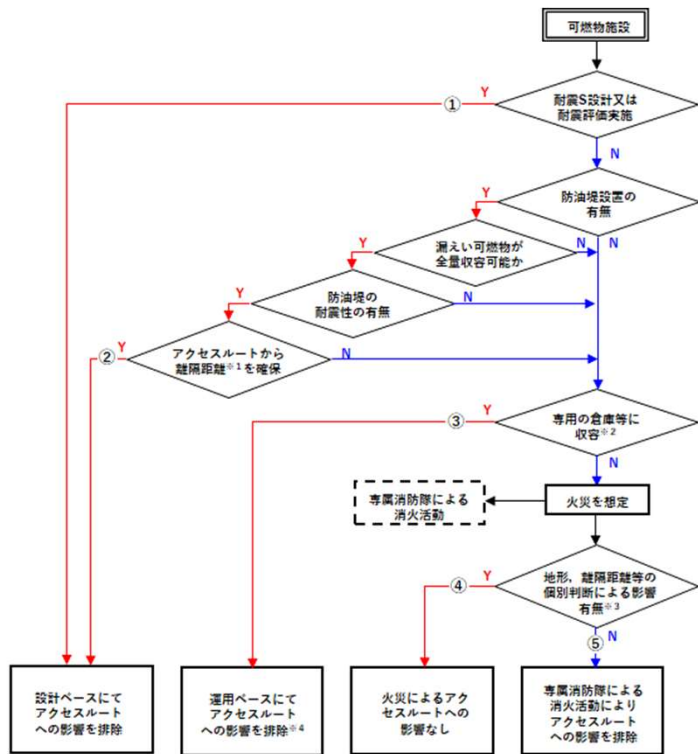 可燃物施設
Y
①
耐震S設計又は
耐震評価実施
N
Y
防油堤設置の
有無
Y
漏えい可燃物が
全量収容可能か
N
N
Y
防油堤の
耐震性の有無
N
Y
②
アクセスルートから
離隔距離※1を確保
N
Y
③
専用の倉庫等に
収容※2
N
専属消防隊による
消火活動
火災を想定
Y
④
地形，離隔距離等の
個別判断による影響
有無※3
⑤
N
設計ベースにて
アクセスルート
への影響を排除
運用ベースにて
アクセスルート
への影響を排除※4
火災によるアク
セスルートへの
影響なし
専属消防隊による
消火活動により
アクセスルート
への影響を排除